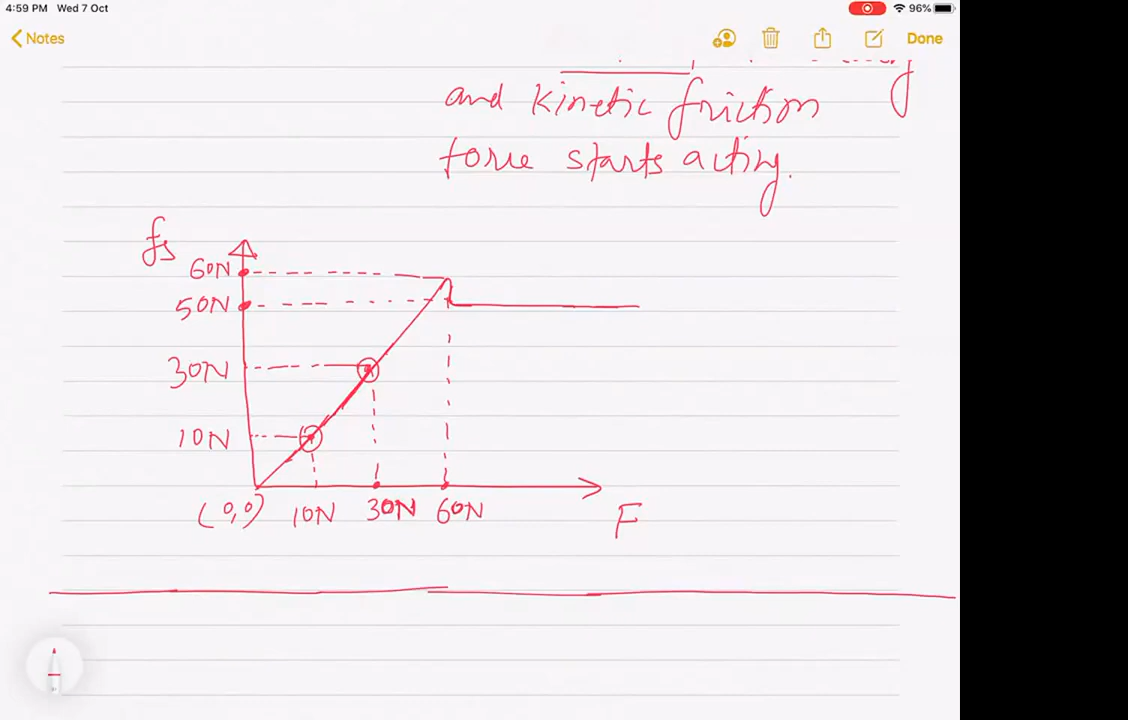 4:59 PM Wed 7 Oct
96%
Notes
Done
and kinetic friction
force starts acting.
fs
60N
50N
30N
10N
(0,0) 10N 30N 60N
F